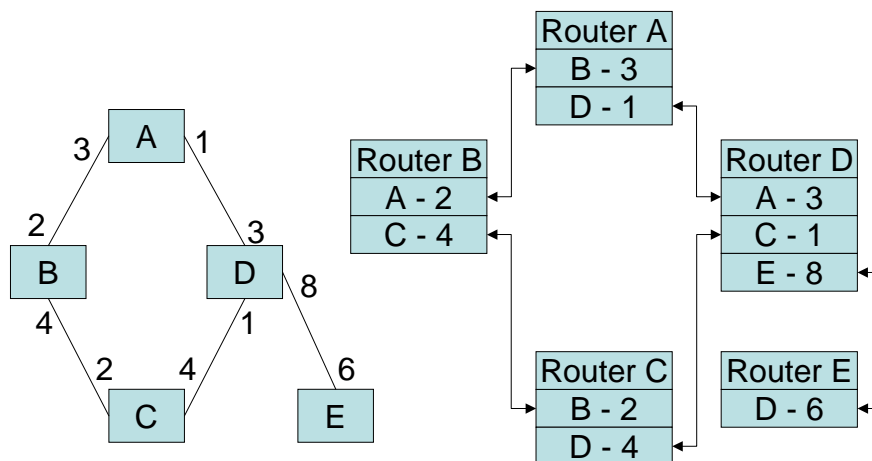 A
3
1
2
3
B
D
8
4
1
2
4
6
C
E
Router A
B - 3
D - 1
Router B
A - 2
C - 4
Router D
A - 3
C - 1
E - 8
Router C
B - 2
D - 4
Router E
D - 6